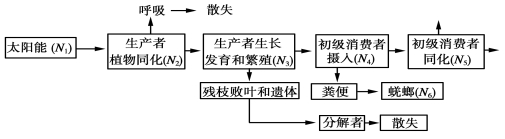 呼吸 散失
太阳能 (N₁)
生产者
植物同化(N₂)
生产者生长
发育和繁殖(N₃)
初级消费者
摄入(N₄)
初级消费者
同化(N₅)
残枝败叶和遗体
粪便
蜣螂(N₆)
分解者
散失